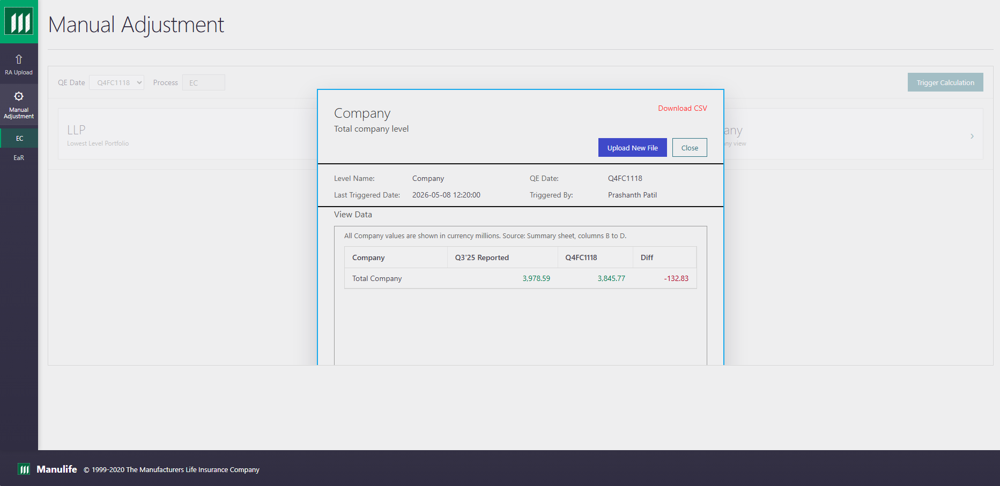 Manual Adjustment
RA Upload
Manual
Adjustment
EC
EaR
QE Date Q4FC1118 Process EC
Trigger Calculation
LLP
Lowest Level Portfolio
any
ny view
Company
Total company level
Download CSV
Upload New File Close
Level Name: Company QE Date: Q4FC1118
Last Triggered Date: 2026-05-08 12:20:00 Triggered By: Prashanth Patil
View Data
All Company values are shown in currency millions. Source: Summary sheet, columns B to D.
Company Q3'25 Reported Q4FC1118 Diff
Total Company 3,978.59 3,845.77 -132.83
Manulife © 1999-2020 The Manufacturers Life Insurance Company